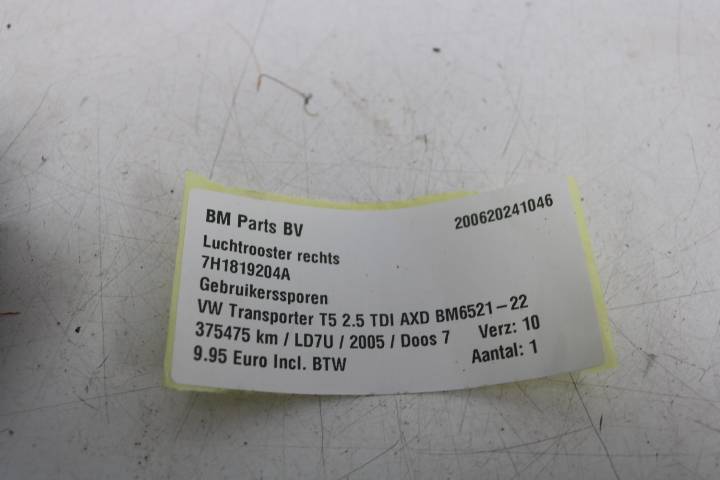 BM Parts BV 200620241046
Luchtrooster rechts
7H1819204A
Gebruikerssporen
VW Transporter T5 2.5 TDI AXD BM6521-22
375475 km / LD7U / 2005 / Doos 7 Verz: 10
9.95 Euro Incl. BTW Aantal: 1